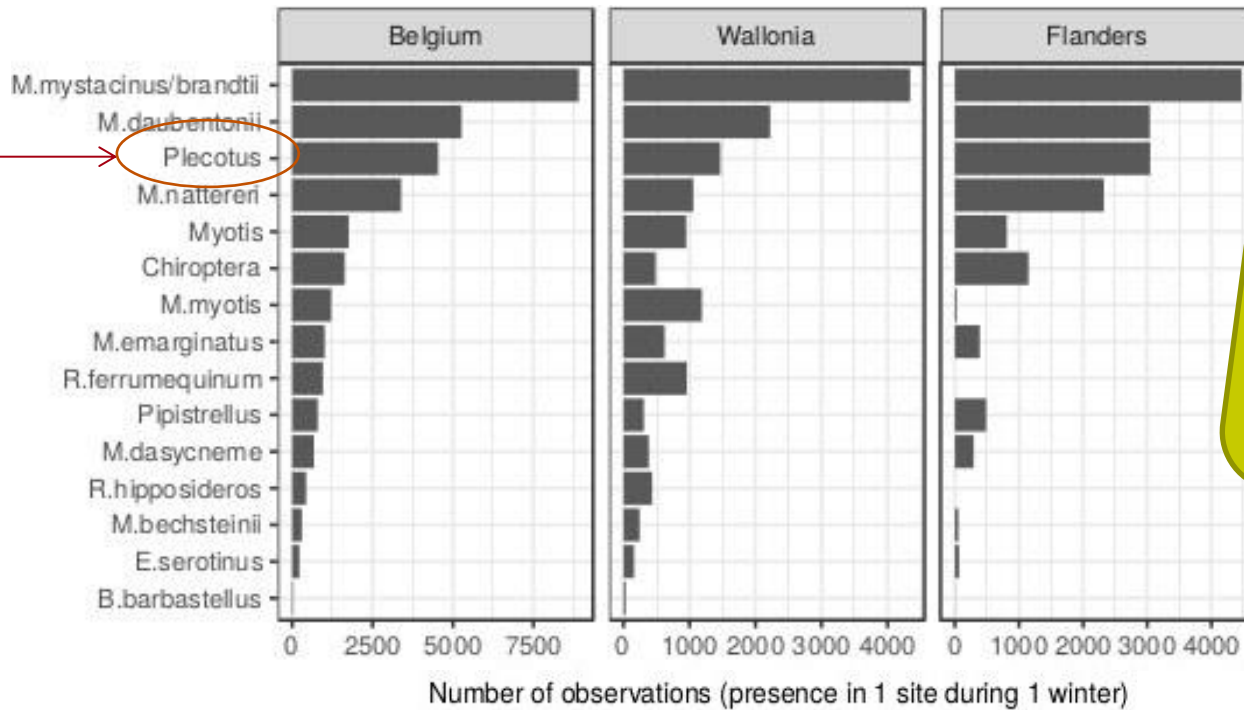 Belgium Wallonia Flanders
M.mystacinus/brandtii
M.daubentonii
Plecotus
M.nattereri
Myotis
Chiroptera
M.myotis
M.emarginatus
R.ferrumequinum
Pipistrellus
M.dasycneme
R.hipposideros
M.bechsteinii
E.serotinus
B.barbastellus
0 2500 5000 7500 0 1000 2000 3000 4000 0 1000 2000 3000 4000
Number of observations (presence in 1 site during 1 winter)